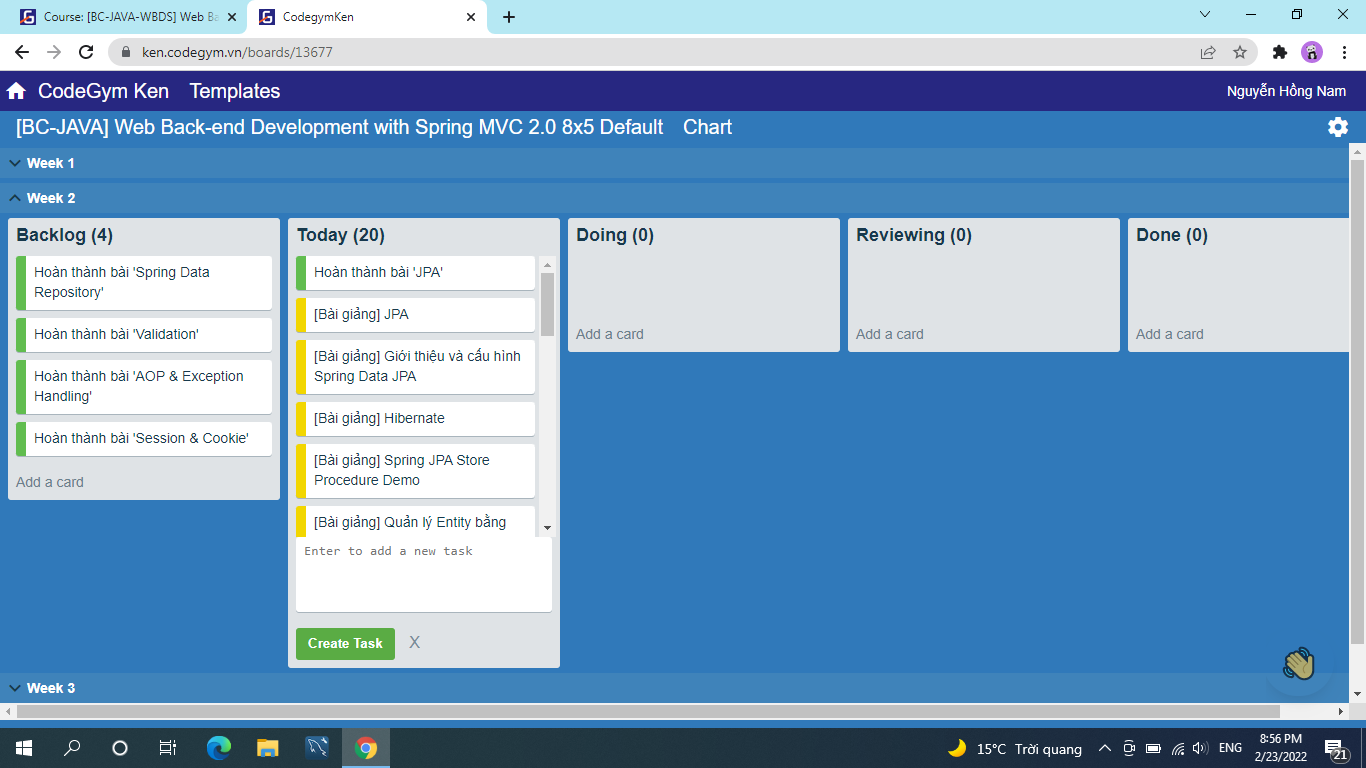 Course: [BC-JAVA-WBDS] Web Ba
CodegymKen
ken.codegym.vn/boards/13677
CodeGym Ken
Templates
Nguyễn Hồng Nam
[BC-JAVA] Web Back-end Development with Spring MVC 2.0 8x5 Default
Chart
Week 1
Week 2
Backlog (4)
Hoàn thành bài 'Spring Data
Repository'
Hoàn thành bài 'Validation'
Hoàn thành bài 'AOP & Exception
Handling'
Hoàn thành bài 'Session & Cookie'
Add a card
Today (20)
Hoàn thành bài 'JPA'
[Bài giảng] JPA
[Bài giảng] Giới thiệu và cấu hình
Spring Data JPA
[Bài giảng] Hibernate
[Bài giảng] Spring JPA Store
Procedure Demo
[Bài giảng] Quản lý Entity bằng
Enter to add a new task
Create Task
X
Doing (0)
Add a card
Reviewing (0)
Add a card
Done (0)
Add a card
Week 3
15°C Trời quang
ENG
8:56 PM
2/23/2022
21